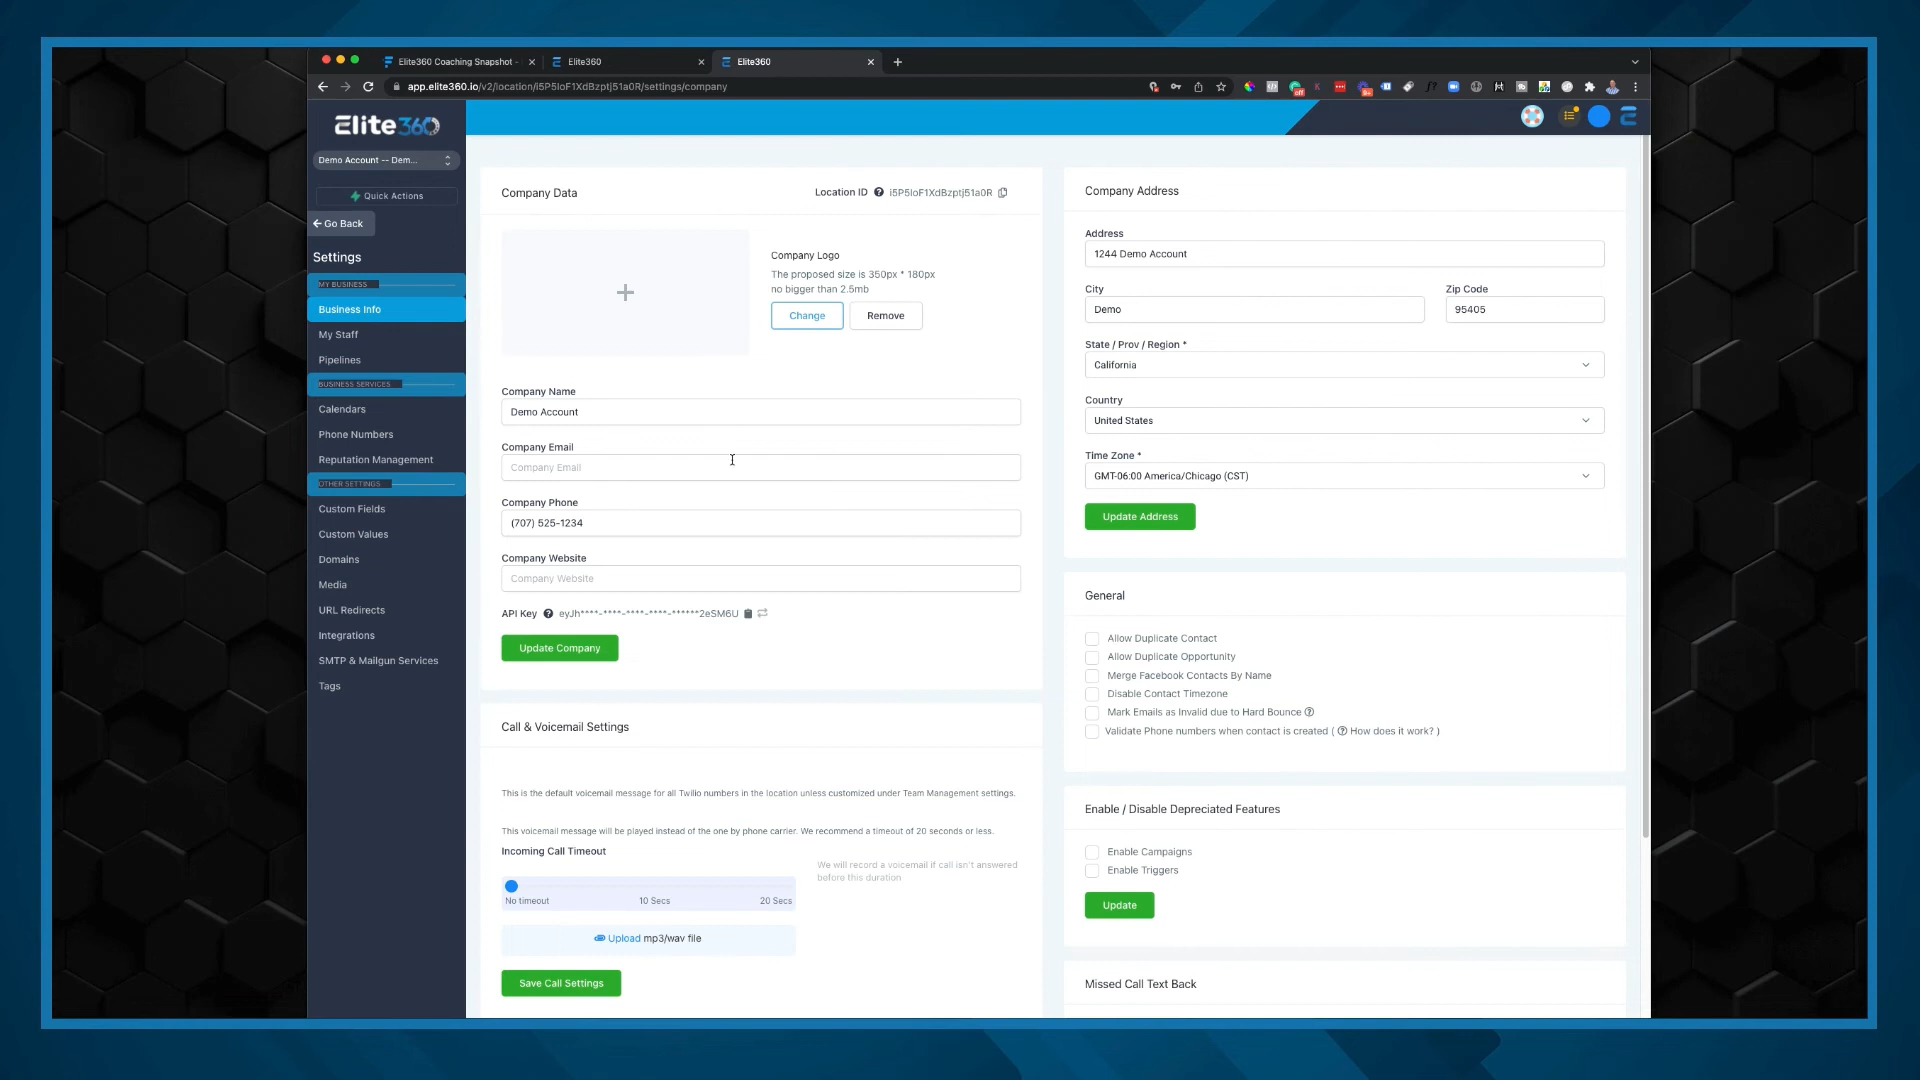 Elite360 Coaching Snapshot -
Elite360
Elite360
app.elite360.io/v2/location/i5P5IoF1XdBzptj51a0R/settings/company
Elite360
Demo Account -- Dem...
Quick Actions
Go Back
Settings
MY BUSINESS
Business Info
My Staff
Pipelines
BUSINESS SERVICES
Calendars
Phone Numbers
Reputation Management
OTHER SETTINGS
Custom Fields
Custom Values
Domains
Media
URL Redirects
Integrations
SMTP & Mailgun Services
Tags
Company Data
Location ID i5P5IoF1XdBzptj51a0R
Company Logo
The proposed size is 350px * 180px
no bigger than 2.5mb
Change
Remove
Company Name
Demo Account
Company Email
Company Email
Company Phone
(707) 525-1234
Company Website
Company Website
API Key eyJh****-****-****-****-******2eSM6U
Update Company
Call & Voicemail Settings
This is the default voicemail message for all Twilio numbers in the location unless customized under Team Management settings.
This voicemail message will be played instead of the one by phone carrier. We recommend a timeout of 20 seconds or less.
Incoming Call Timeout
We will record a voicemail if call isn't answered
before this duration
No timeout
10 Secs
20 Secs
Upload mp3/wav file
Save Call Settings
Company Address
Address
1244 Demo Account
City
Zip Code
Demo
95405
State / Prov / Region *
California
Country
United States
Time Zone *
GMT-06:00 America/Chicago (CST)
Update Address
General
Allow Duplicate Contact
Allow Duplicate Opportunity
Merge Facebook Contacts By Name
Disable Contact Timezone
Mark Emails as Invalid due to Hard Bounce
Validate Phone numbers when contact is created ( How does it work? )
Enable / Disable Depreciated Features
Enable Campaigns
Enable Triggers
Update
Missed Call Text Back